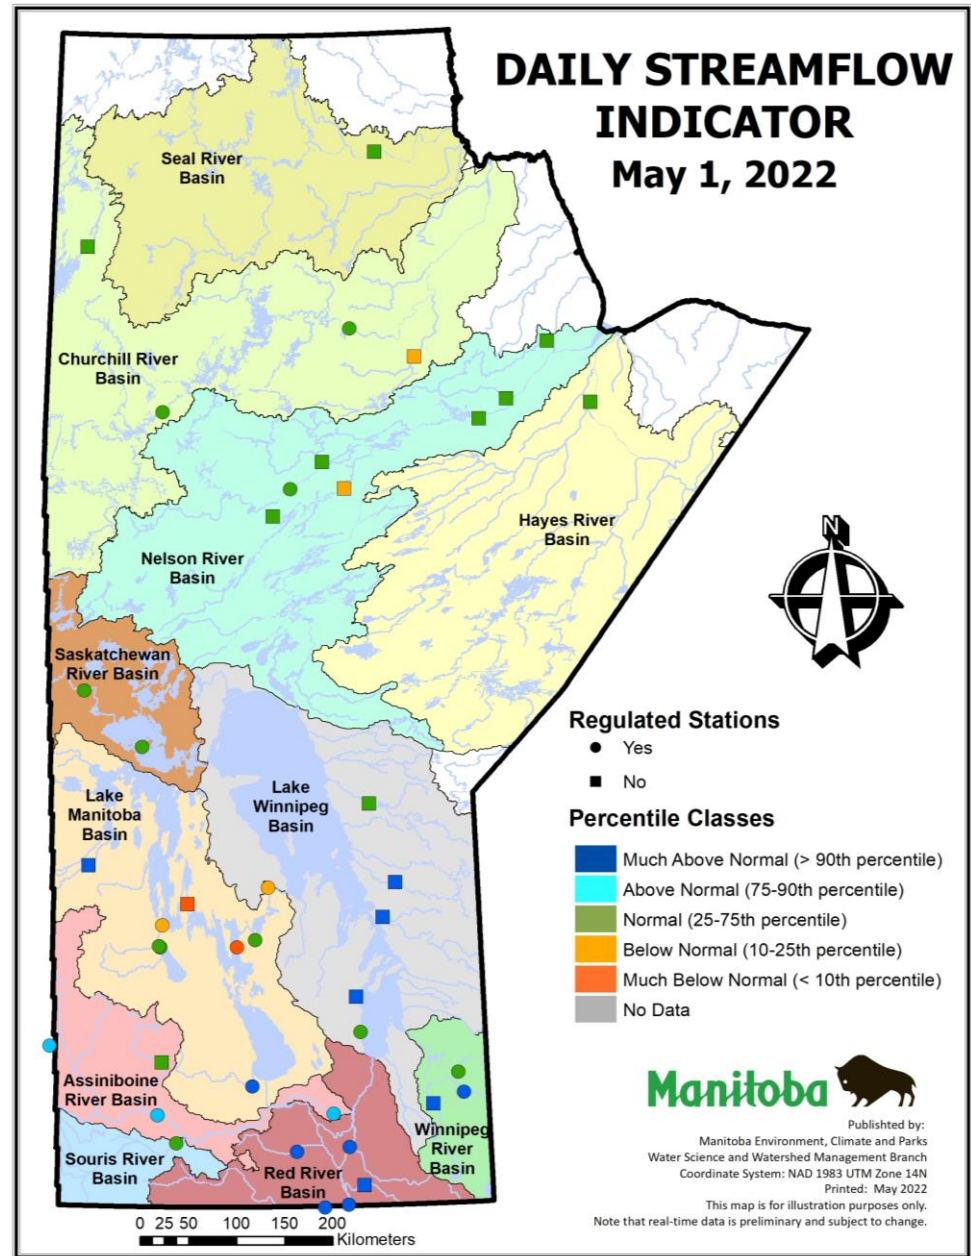 DAILY STREAMFLOW
INDICATOR
May 1, 2022
Seal River
Basin
Churchill River
Basin
Hayes River
Basin
Nelson River
Basin
N
Saskatchewan
River Basin
Lake
Winnipeg
Basin
Lake
Manitoba
Basin
Assiniboine
River Basin
Winnipeg
River
Basin
Souris River
Basin
Red River
Basin
0 25 50 100 150 200
Kilometers
Regulated Stations
Yes
No
Percentile Classes
Much Above Normal (> 90th percentile)
Above Normal (75-90th percentile)
Normal (25-75th percentile)
Below Normal (10-25th percentile)
Much Below Normal (< 10th percentile)
No Data
Manitoba
Publishted by:
Manitoba Environment, Climate and Parks
Water Science and Watershed Management Branch
Coordinate System: NAD 1983 UTM Zone 14N
Printed: May 2022
This map is for illustration purposes only.
Note that real-time data is preliminary and subject to change.